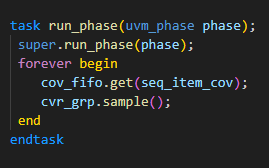 task run_phase(uvm_phase phase);
super.run_phase(phase);
forever begin
cov_fifo.get(seq_item_cov);
cvr_grp.sample();
end
endtask